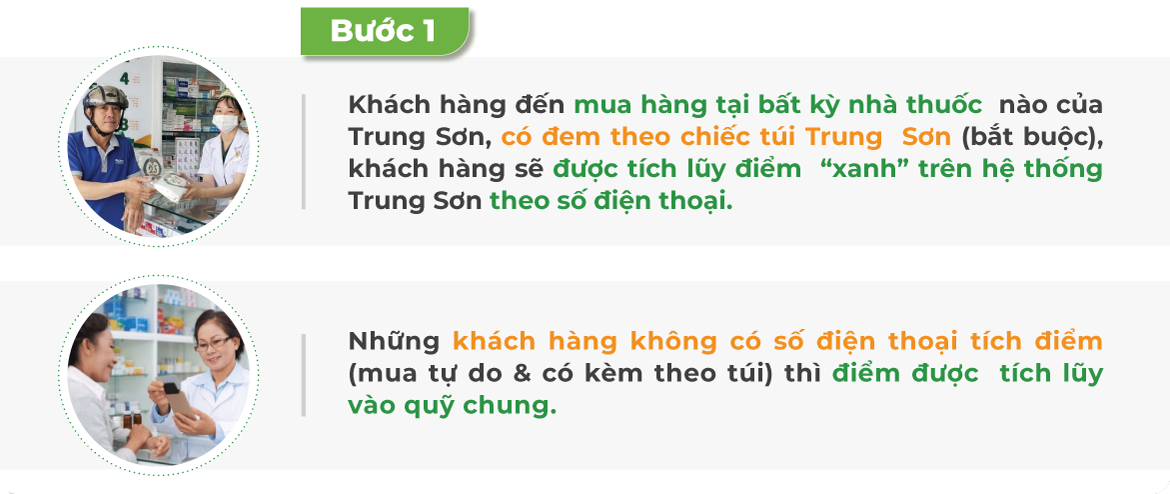 Bước 1
Khách hàng đến mua hàng tại bất kỳ nhà thuốc nào của
Trung Sơn, có đem theo chiếc túi Trung Sơn (bắt buộc),
khách hàng sẽ được tích lũy điểm “xanh” trên hệ thống
Trung Sơn theo số điện thoại.
Những khách hàng không có số điện thoại tích điểm
(mua tự do & có kèm theo túi) thì điểm được tích lũy
vào quỹ chung.